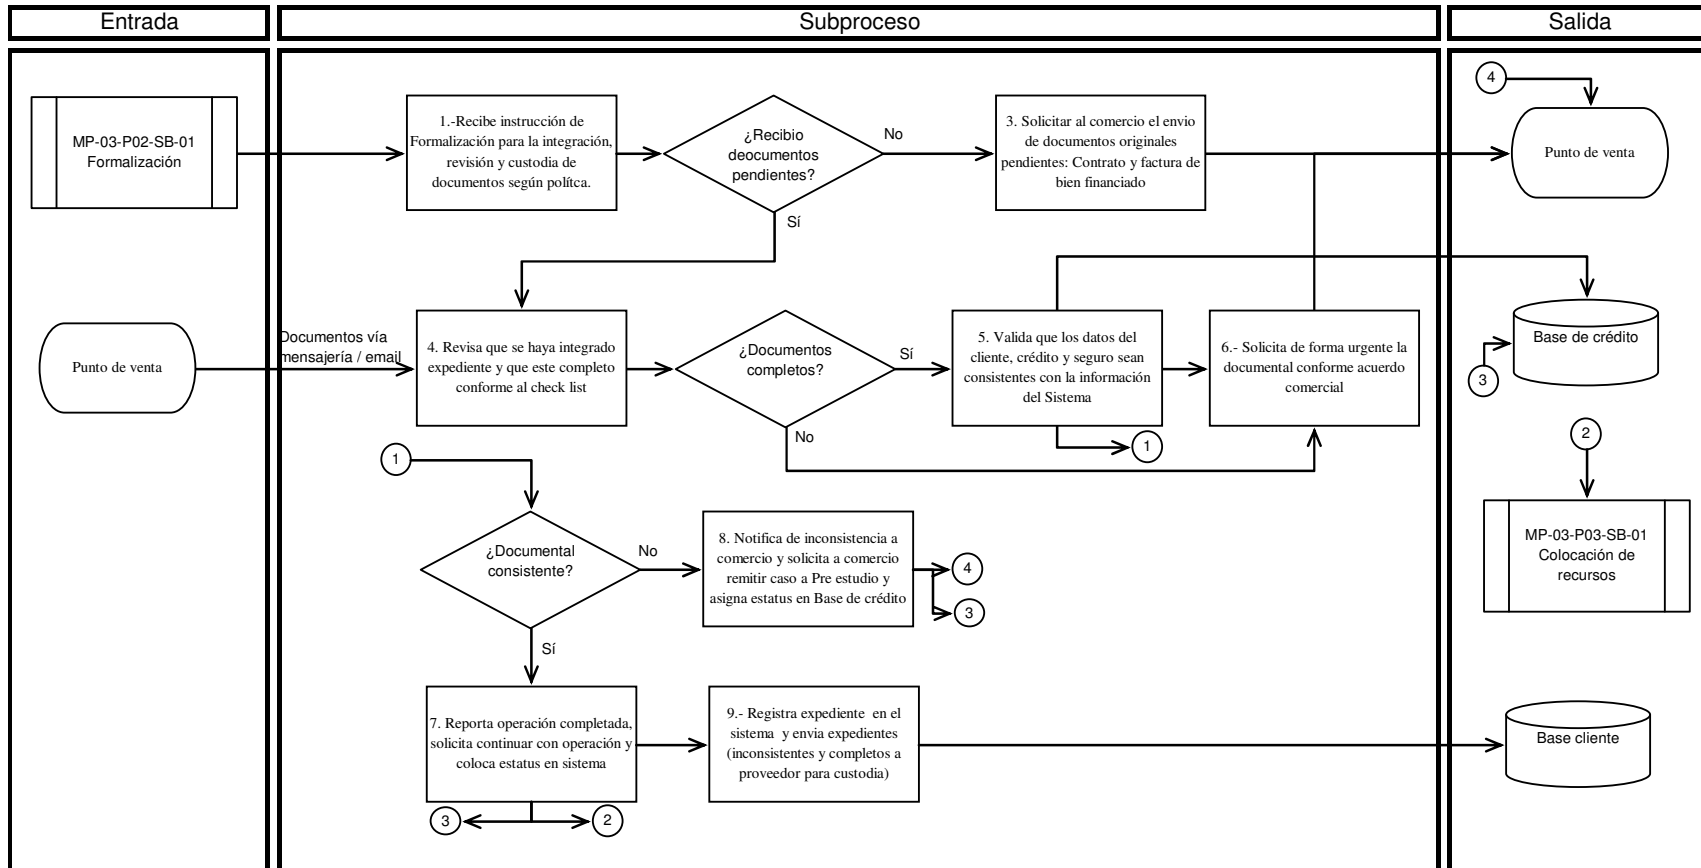 Entrada
Subproceso
Salida
MP-03-P02-SB-01
Formalización
1.-Recibe instrucción de
Formalización para la integración,
revisión y custodia de
documentos según polítca.
¿Recibio
deocumentos
pendientes?
No
Sí
3. Solicitar al comercio el envio
de documentos originales
pendientes: Contrato y factura de
bien financiado
4
Punto de venta
Punto de venta
Documentos vía
mensajería / email
4. Revisa que se haya integrado
expediente y que este completo
conforme al check list
¿Documentos
completos?
Sí
No
5. Valida que los datos del
cliente, crédito y seguro sean
consistentes con la información
del Sistema
1
6.- Solicita de forma urgente la
documental conforme acuerdo
comercial
Base de crédito
3
1
¿Documental
consistente?
No
Sí
8. Notifica de inconsistencia a
comercio y solicita a comercio
remitir caso a Pre estudio y
asigna estatus en Base de crédito
4
3
2
MP-03-P03-SB-01
Colocación de
recursos
7. Reporta operación completada,
solicita continuar con operación y
coloca estatus en sistema
3
2
9.- Registra expediente  en el
sistema  y envia expedientes
(inconsistentes y completos a
proveedor para custodia)
Base cliente